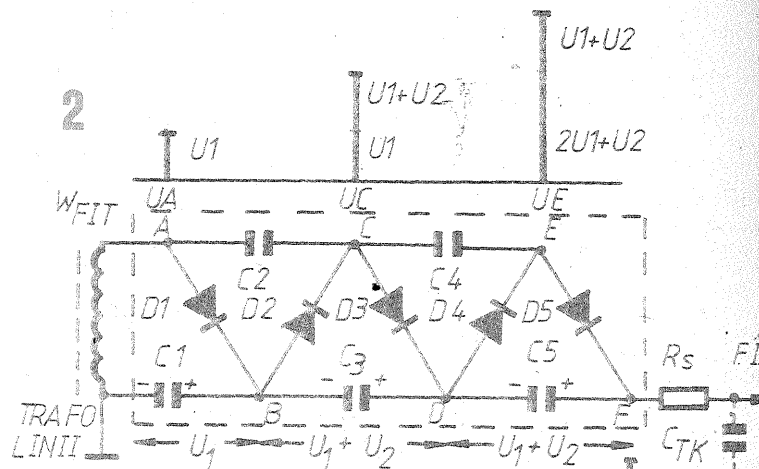 2
U1+U2
U1+U2
U1
U1
2U1+U2
WFIT
UA
UC
UE
A
C
E
C2
C4
D1
D2
D3
D4
D5
C1
C3
C5
- +
- +
- +
Rs
TRAFO
LINII
B
D
F
CTK
U1
U1 + U2
U1+U2